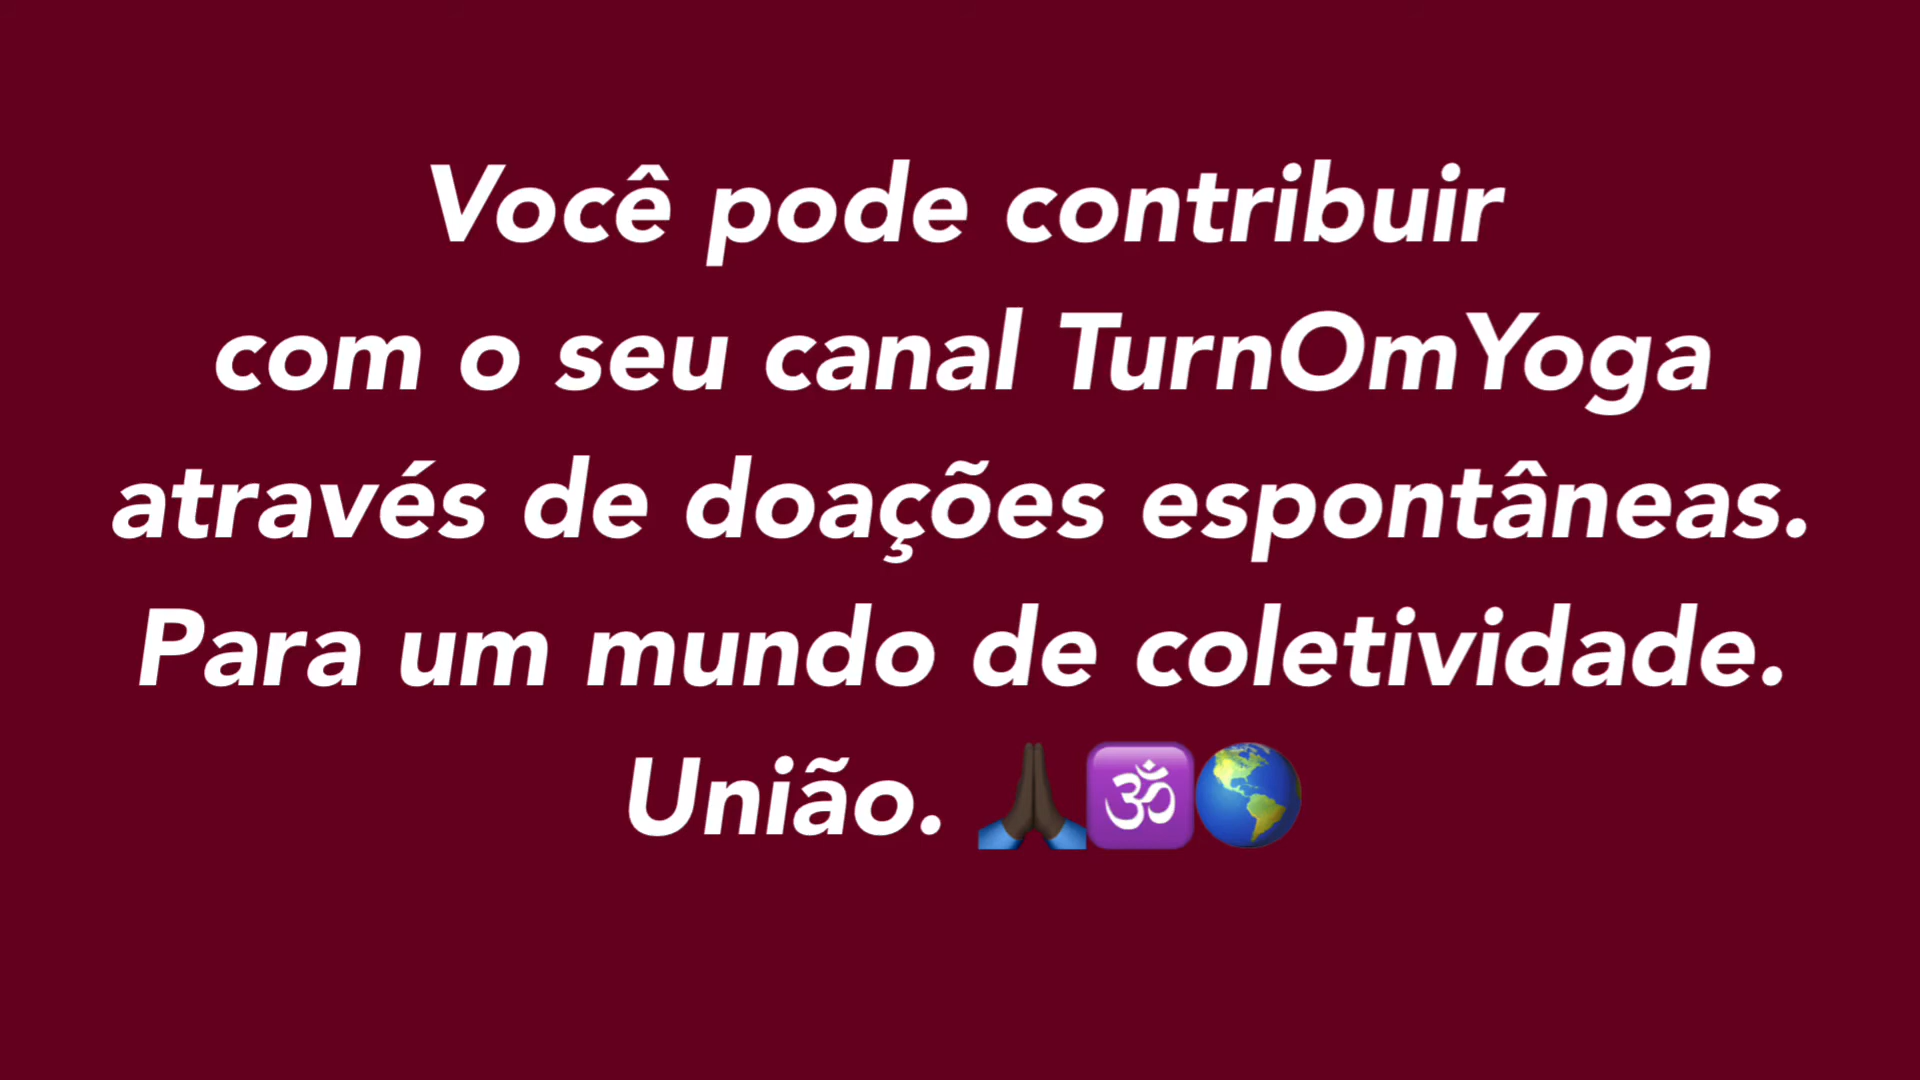 Você pode contribuir
com o seu canal TurnOmYoga
através de doações espontâneas.
Para um mundo de coletividade.
União. 🙏🏿🕉️🌎